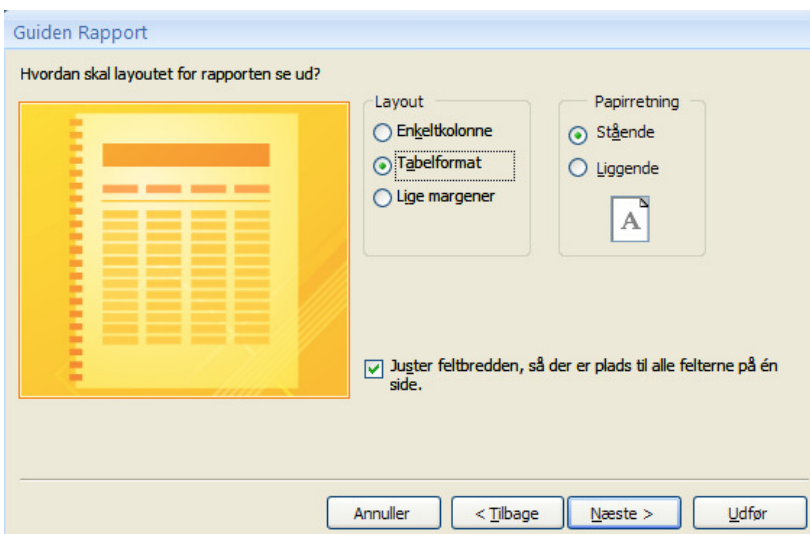 Guiden Rapport
Hvordan skal layoutet for rapporten se ud?
Layout
Enkeltkolonne
Tabelformat
Lige margener
Papirretning
Stående
Liggende
A
Juster feltbredden, så der er plads til alle felterne på én
side.
Annuller
< Tilbage
Næste >
Udfør